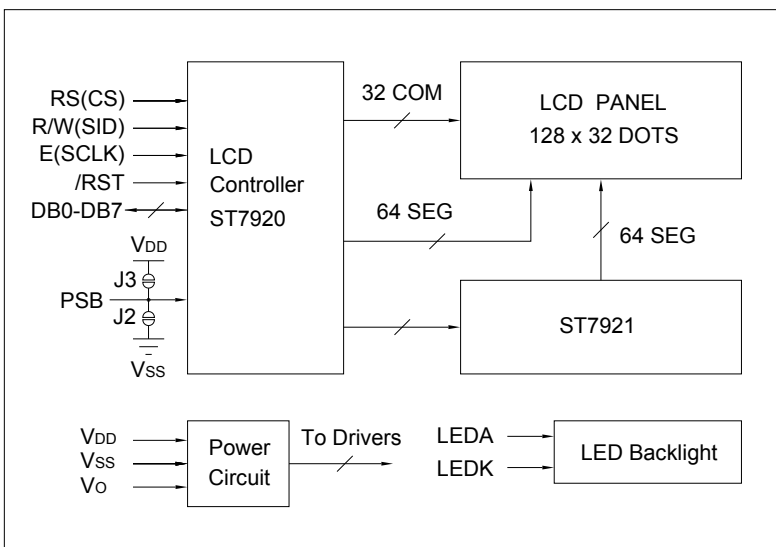 RS(CS)
R/W(SID)
E(SCLK)
/RST
DB0-DB7
VDD
J3
PSB
J2
VSS
LCD
Controller
ST7920
32 COM
64 SEG
LCD PANEL
128 x 32 DOTS
64 SEG
ST7921
VDD
VSS
VO
Power
Circuit
To Drivers
LEDA
LEDK
LED Backlight